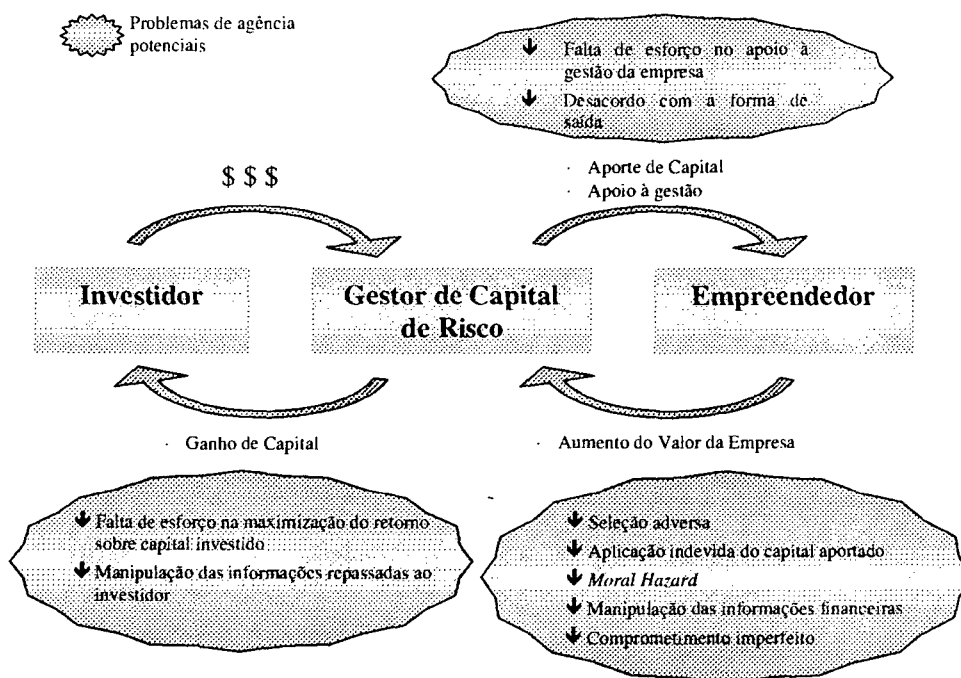 Problemas de agência
potenciais
Falta de esforço no apoio à
gestão da empresa
Desacordo com a forma de
saída
$ $ $
· Aporte de Capital
· Apoio à gestão
Investidor
Gestor de Capital
de Risco
Empreendedor
· Ganho de Capital
· Aumento do Valor da Empresa
Falta de esforço na maximização do retorno
sobre capital investido
Manipulação das informações repassadas ao
investidor
Seleção adversa
Aplicação indevida do capital aportado
Moral Hazard
Manipulação das informações financeiras
Comprometimento imperfeito